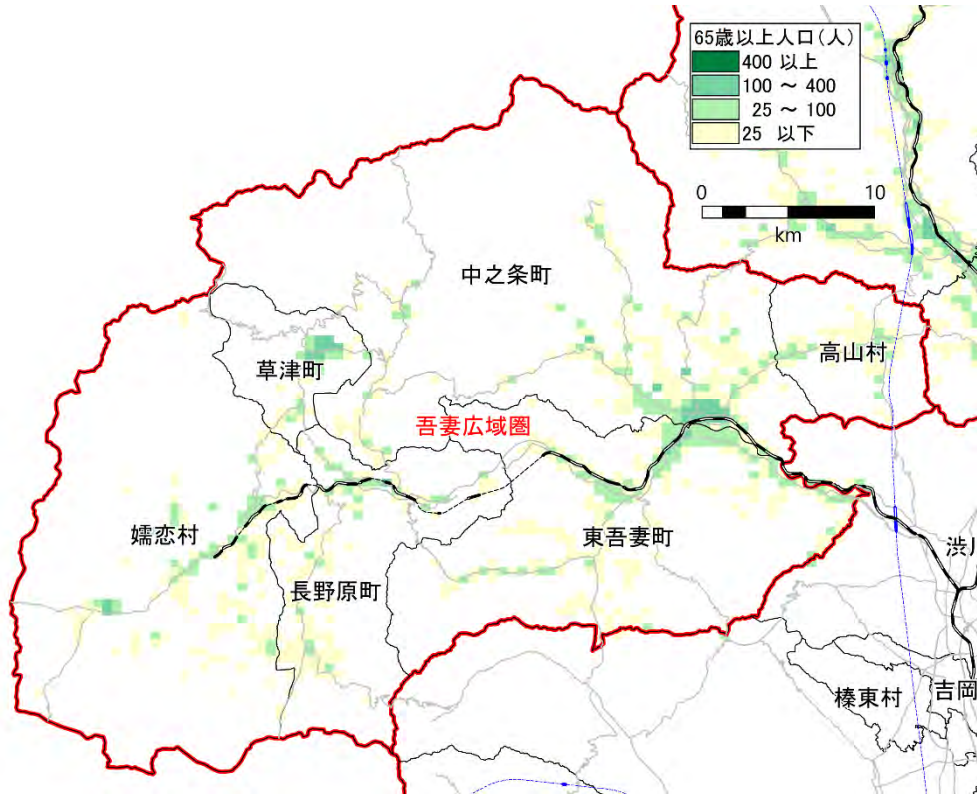 65歳以上人口(人)
400 以上
100 ～ 400
25 ～ 100
25 以下
0 10
km
中之条町
高山村
草津町
吾妻広域圏
嬬恋村
東吾妻町
長野原町
渋川
榛東村
吉岡